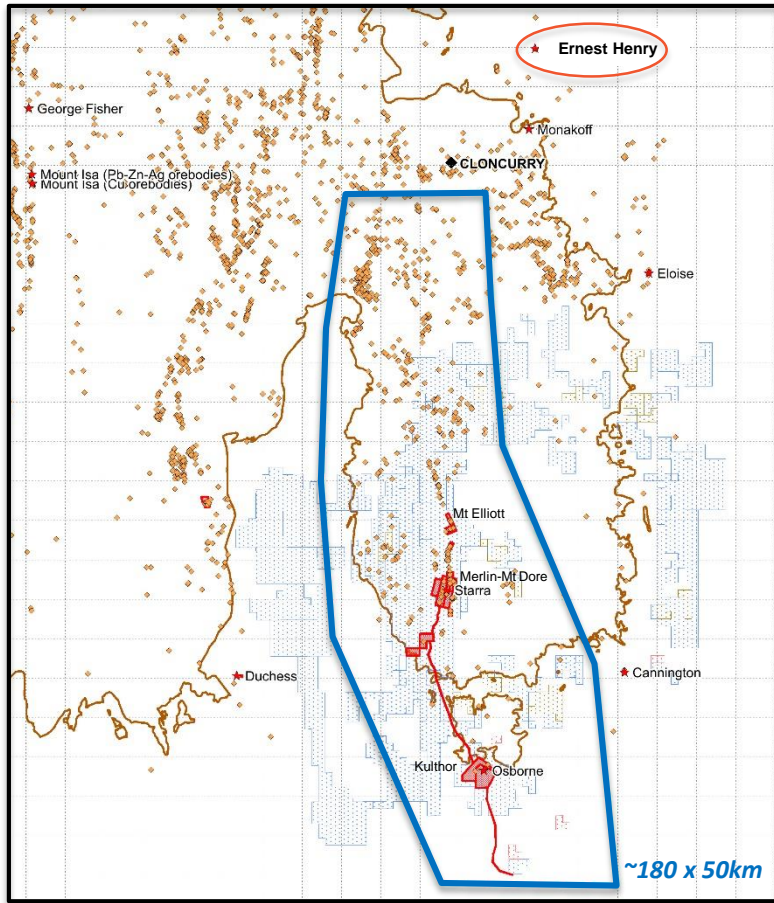 Ernest Henry
George Fisher
Monakoff
CLONCURRY
Mount Isa (Pb-Zn-Ag orebodies)
Mount Isa (Cu orebodies)
Eloise
Mt Elliott
Merlin-Mt Dore
Starra
Duchess
Cannington
Kulthor
Osborne
~180 x 50km